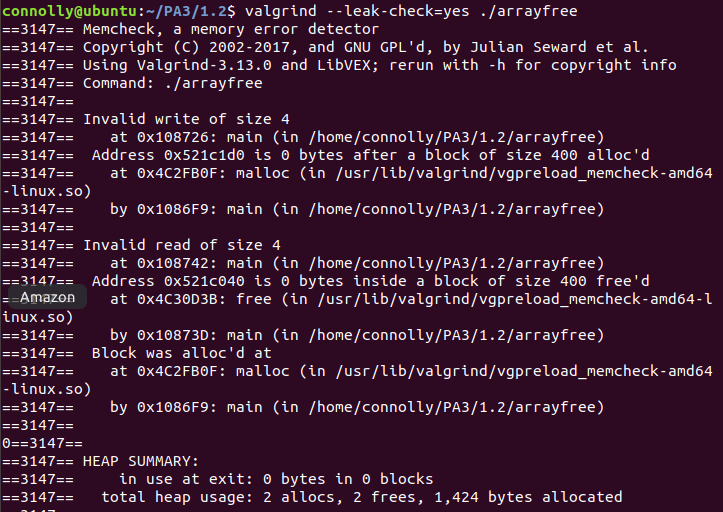 connolly@ubuntu:~/PA3/1.2$ valgrind --leak-check=yes ./arrayfree
==3147== Memcheck, a memory error detector
==3147== Copyright (C) 2002-2017, and GNU GPL'd, by Julian Seward et al.
==3147== Using Valgrind-3.13.0 and LibVEX; rerun with -h for copyright info
==3147== Command: ./arrayfree
==3147==
==3147== Invalid write of size 4
==3147==    at 0x108726: main (in /home/connolly/PA3/1.2/arrayfree)
==3147==  Address 0x521c1d0 is 0 bytes after a block of size 400 alloc'd
==3147==    at 0x4C2FB0F: malloc (in /usr/lib/valgrind/vgpreload_memcheck-amd64
-linux.so)
==3147==    by 0x1086F9: main (in /home/connolly/PA3/1.2/arrayfree)
==3147==
==3147== Invalid read of size 4
==3147==    at 0x108742: main (in /home/connolly/PA3/1.2/arrayfree)
==3147==  Address 0x521c040 is 0 bytes inside a block of size 400 free'd
==3147==    at 0x4C30D3B: free (in /usr/lib/valgrind/vgpreload_memcheck-amd64-l
Amazon
inux.so)
==3147==    by 0x10873D: main (in /home/connolly/PA3/1.2/arrayfree)
==3147==  Block was alloc'd at
==3147==    at 0x4C2FB0F: malloc (in /usr/lib/valgrind/vgpreload_memcheck-amd64
-linux.so)
==3147==    by 0x1086F9: main (in /home/connolly/PA3/1.2/arrayfree)
==3147==
0==3147==
==3147== HEAP SUMMARY:
==3147==     in use at exit: 0 bytes in 0 blocks
==3147==   total heap usage: 2 allocs, 2 frees, 1,424 bytes allocated